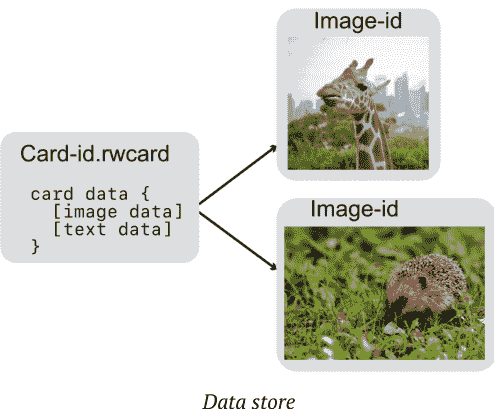 Image-id
Card-id.rwcard
card data {
[image data]
[text data]
}
Image-id
Data store